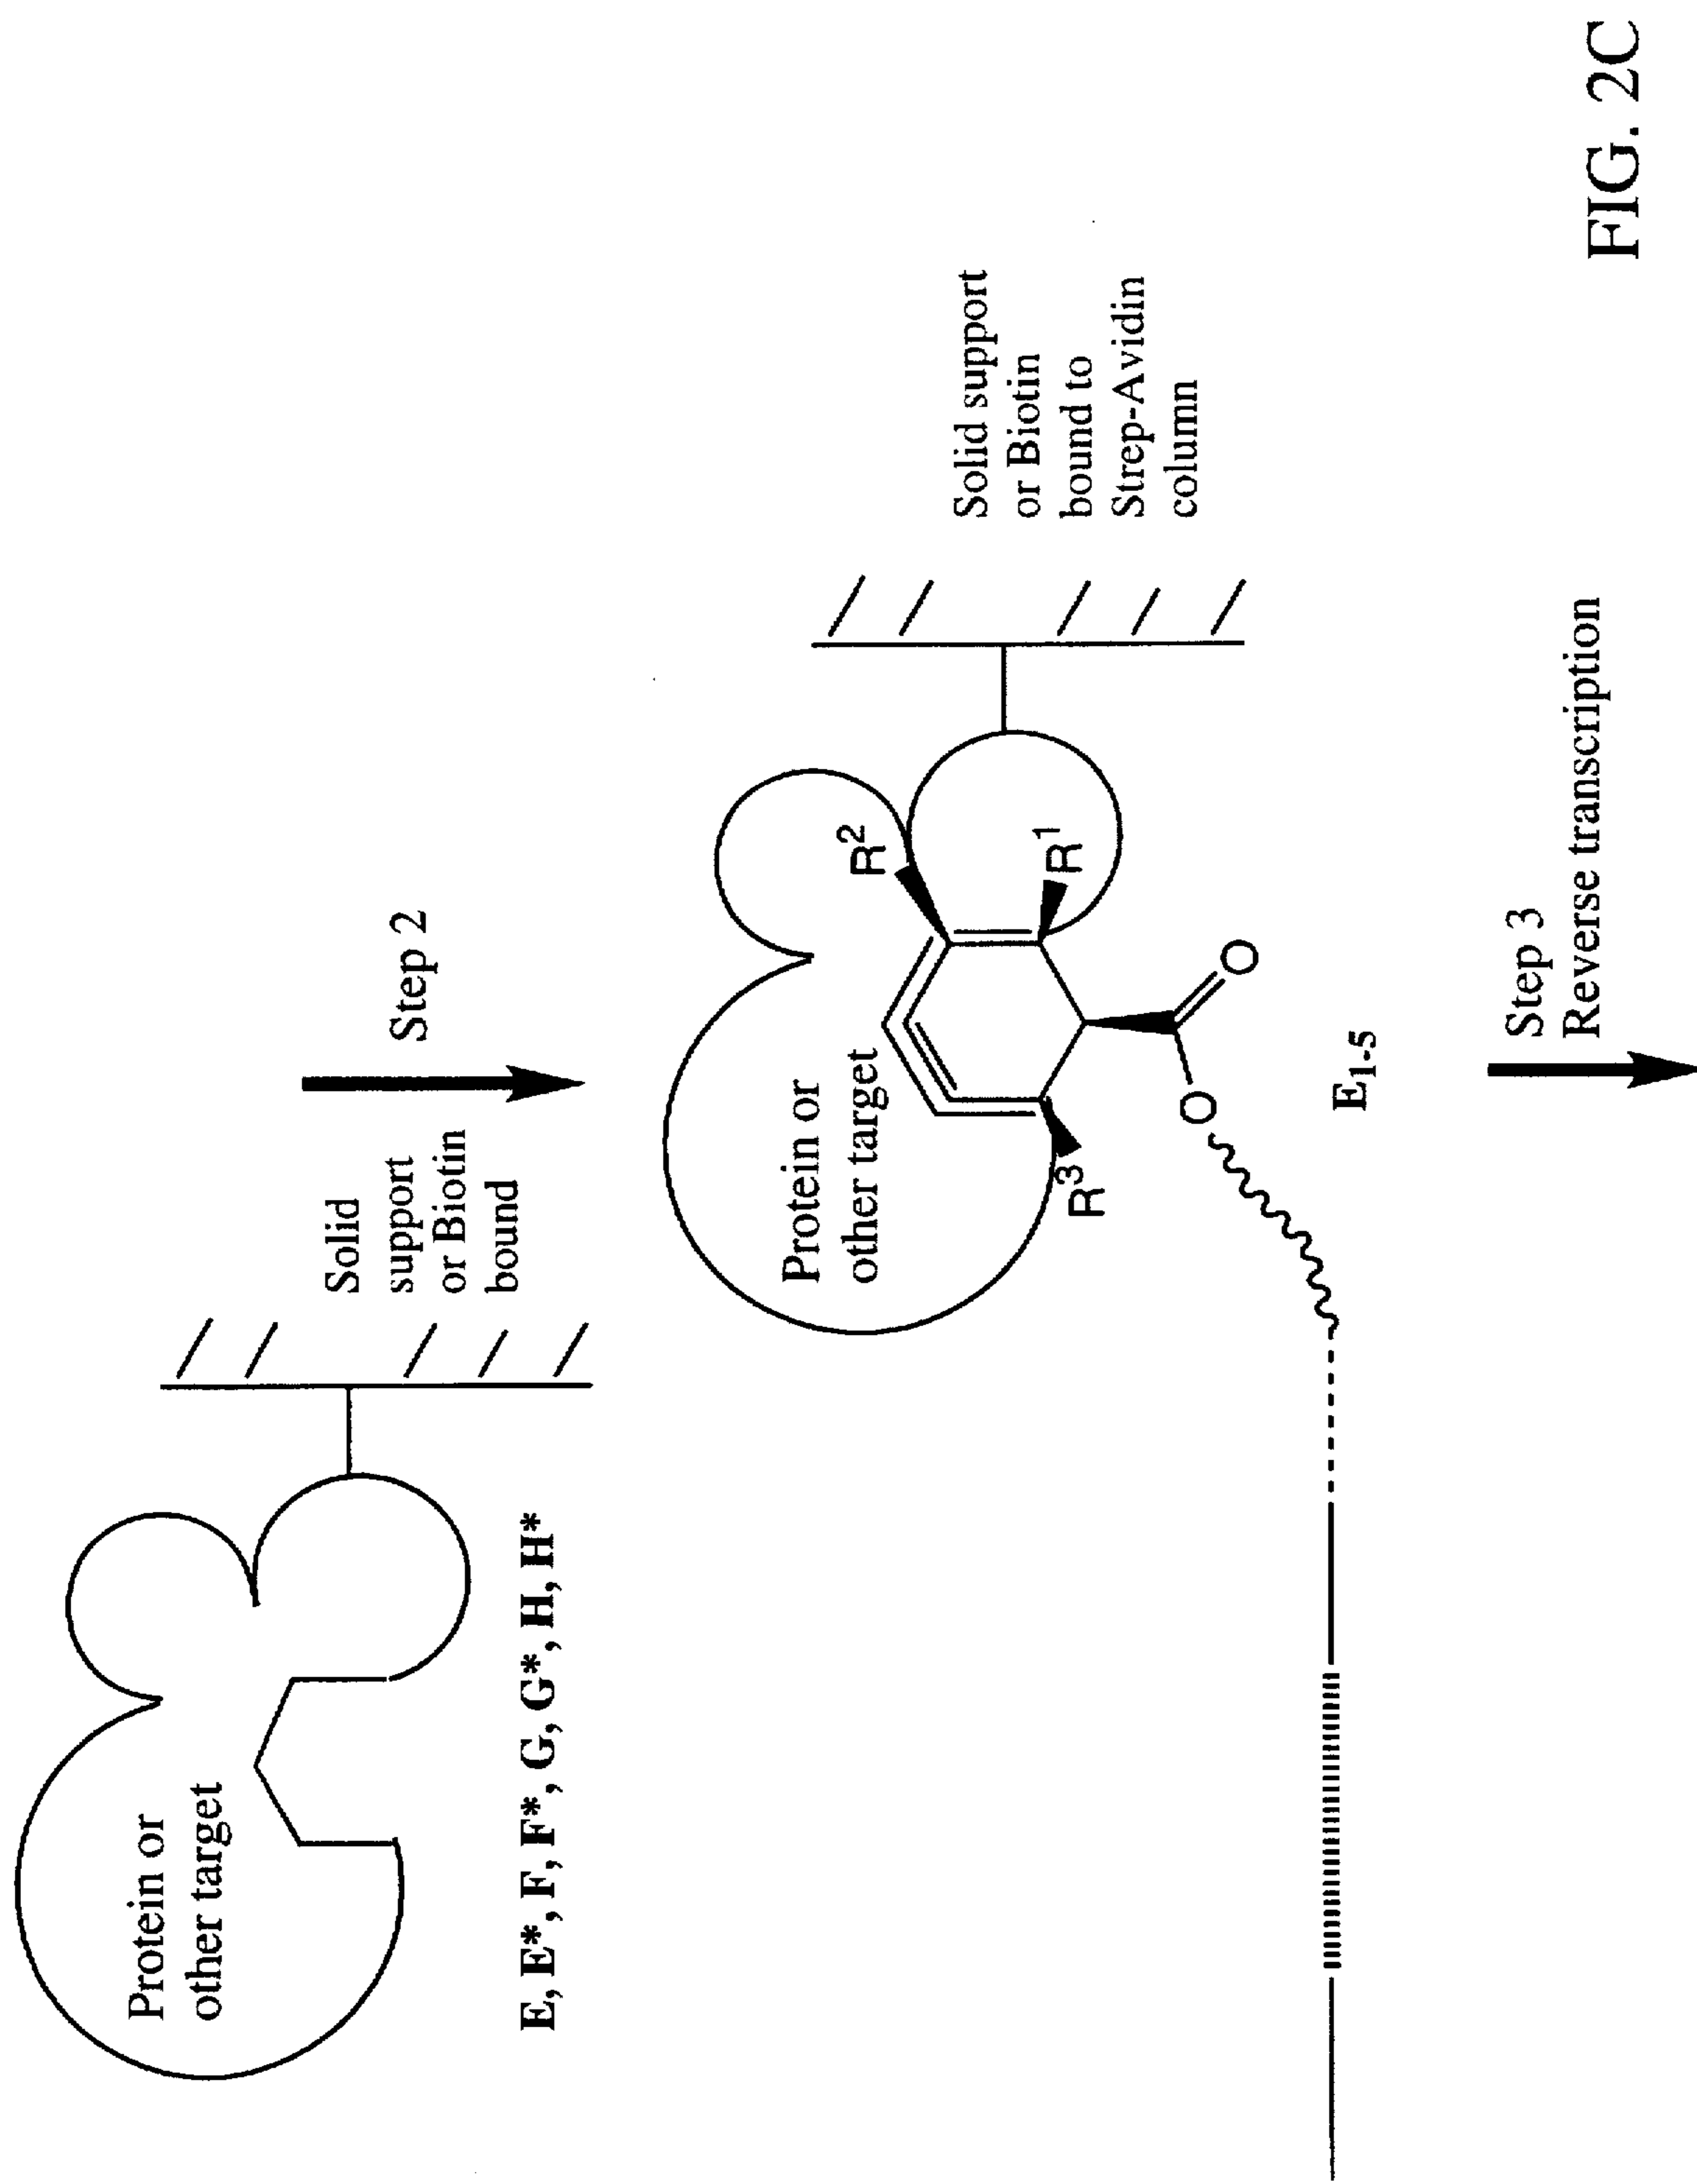 Protein or
other target
Solid
support
or Biotin
bound
E, E*, F, F*, G, G*, H, H*
Step 2
Protein or
other target
R²
R¹
R³
O
O
Solid support
or Biotin
bound to
Strep-Avidin
column
E₁₋₅
Step 3
Reverse transcription
FIG. 2C